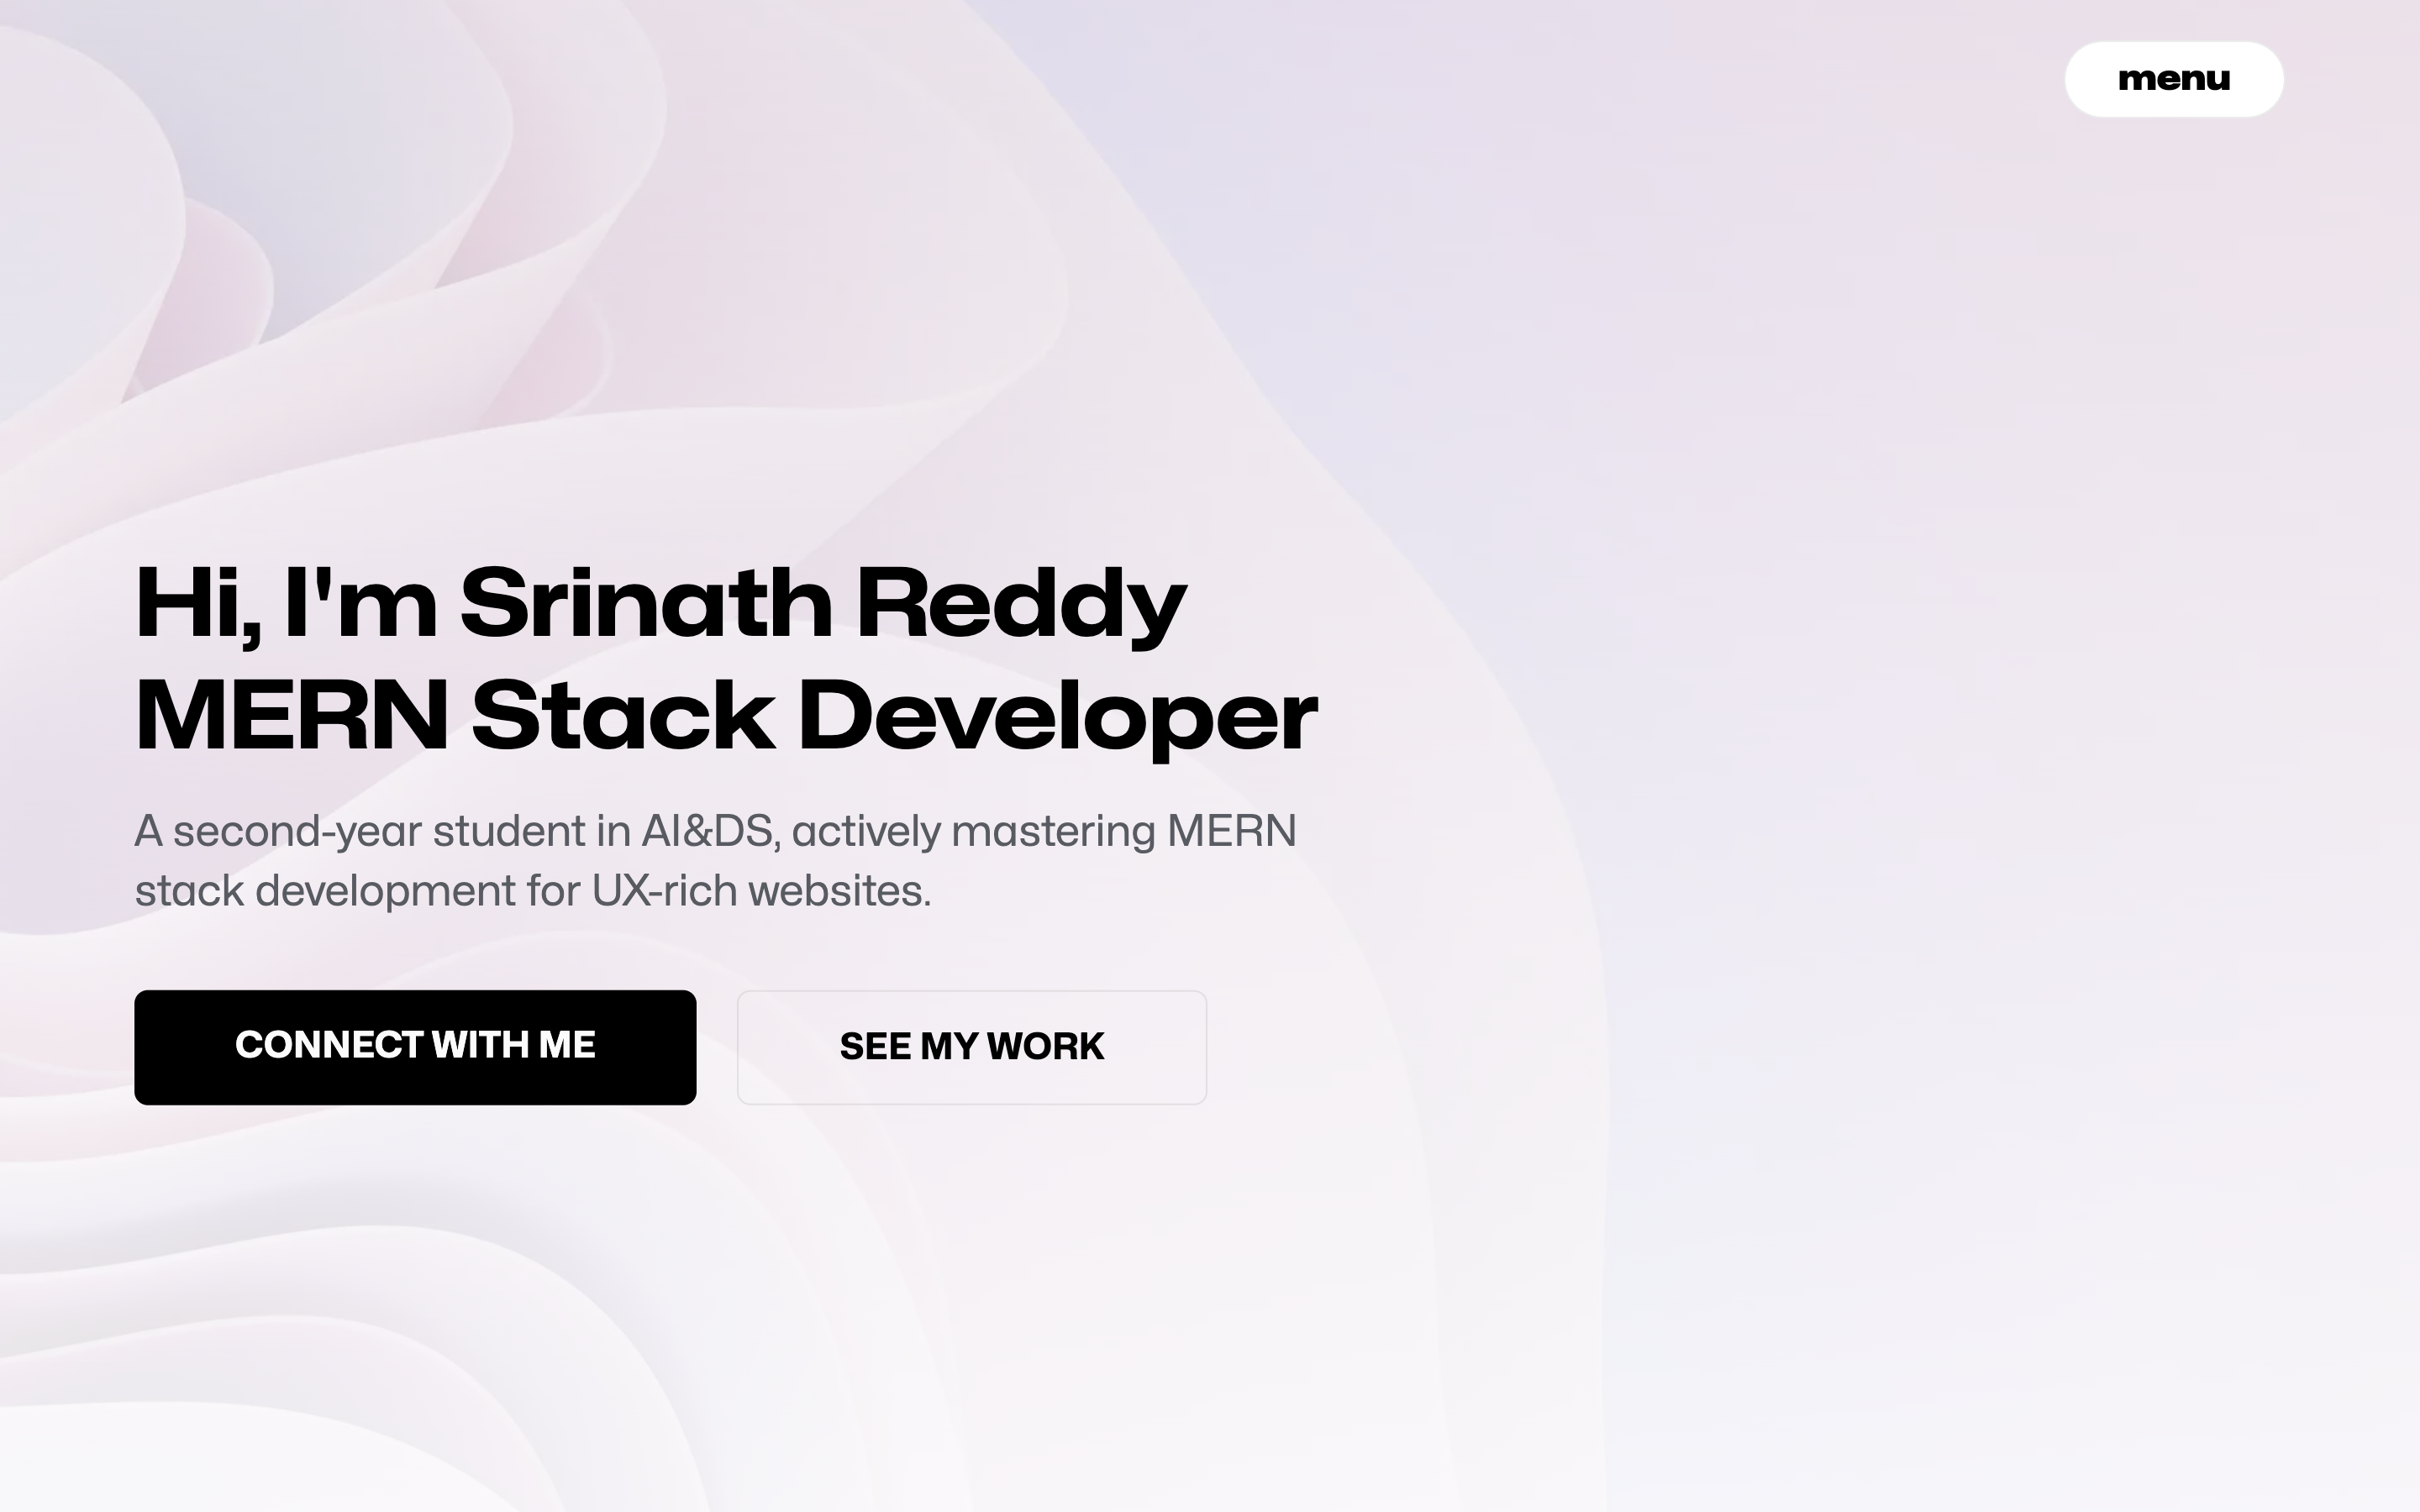 menu
Hi, I'm Srinath Reddy
MERN Stack Developer
A second-year student in AI&DS, actively mastering MERN
stack development for UX-rich websites.
CONNECT WITH ME
SEE MY WORK